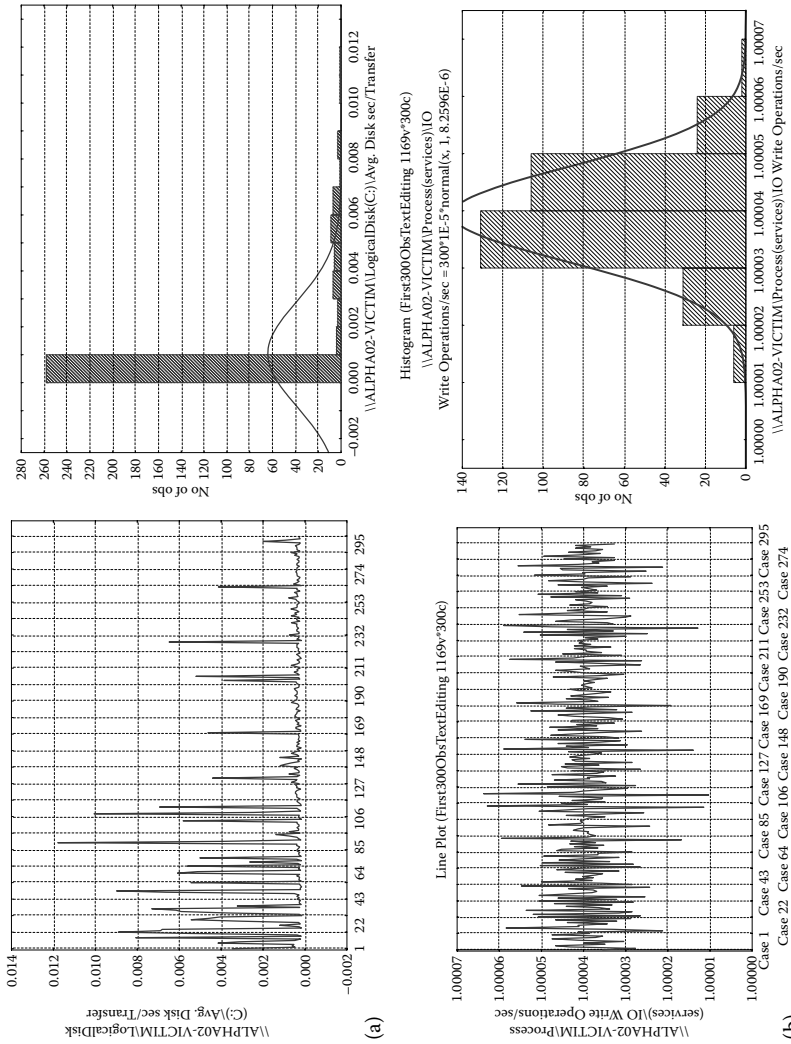 0.014
0.012
0.010
0.008
0.006
0.004
0.002
0.000
−0.002
\\ALPHA02-VICTIM\LogicalDisk
(C:)\Avg. Disk sec/Transfer
1 22 43 64 85 106 127 148 169 190 211 232 253 274 295
280
260
240
220
200
180
160
140
120
100
80
60
40
20
0
No of obs
−0.002 0.000 0.002 0.004 0.006 0.008 0.010 0.012
\\ALPHA02-VICTIM\LogicalDisk(C:)\Avg. Disk sec/Transfer
(a)
Line Plot (First300ObsTextEditing 1169v*300c)
1.00007
1.00006
1.00005
1.00004
1.00003
1.00002
1.00001
1.00000
\\ALPHA02-VICTIM/Process
(services)\IO Write Operations/sec
Case 1 Case 43 Case 85 Case 127 Case 169 Case 211 Case 253 Case 295
Case 22 Case 64 Case 106 Case 148 Case 190 Case 232 Case 274
Histogram (First300ObsTextEditing 1169v*300c)
\\ALPHA02-VICTIM\Process(services)\IO
Write Operations/sec = 300*1E-5*normal(x, 1, 8.2596E-6)
140
120
100
80
60
40
20
0
No of obs
1.00000 1.00001 1.00002 1.00003 1.00004 1.00005 1.00006 1.00007
\\ALPHA02-VICTIM\Process(services)\IO Write Operations/sec
(b)